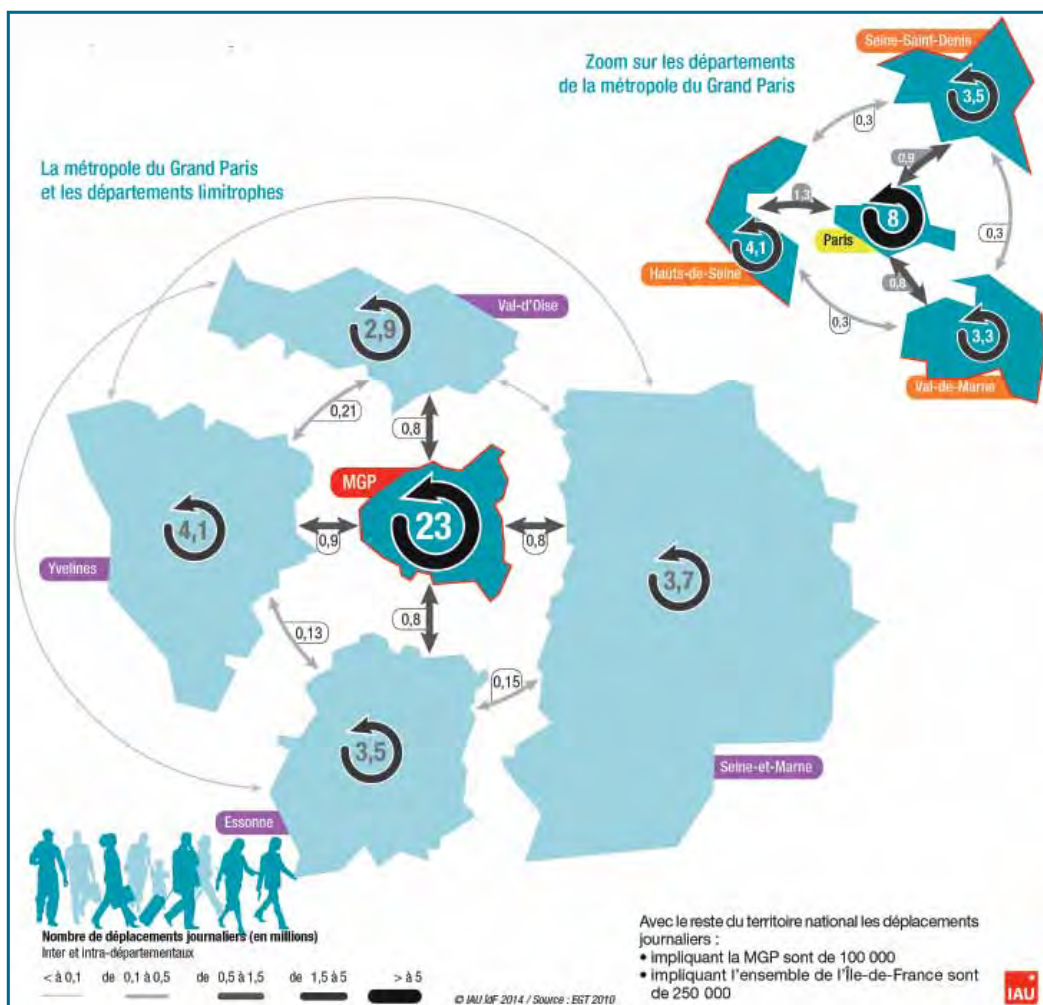 Seine-Saint-Denis
Zoom sur les départements
de la métropole du Grand Paris
3,5
0,3
0,9
La métropole du Grand Paris
et les départements limitrophes
1,3
8
Paris
4,1
0,3
Hauts-de-Seine
0,8
0,3
3,3
Val-de-Marne
Val-d'Oise
2,9
0,21
0,8
MGP
23
4,1
0,9
0,8
Yvelines
3,7
0,8
0,13
0,15
3,5
Seine-et-Marne
Essonne
Nombre de déplacements journaliers (en millions)
Inter et intra-départementaux
< à 0,1 de 0,1 à 0,5 de 0,5 à 1,5 de 1,5 à 5 > à 5
© IAU îdF 2014 / Source : EGT 2010
Avec le reste du territoire national les déplacements
journaliers :
• impliquant la MGP sont de 100 000
• impliquant l'ensemble de l'Île-de-France sont
de 250 000
IAU